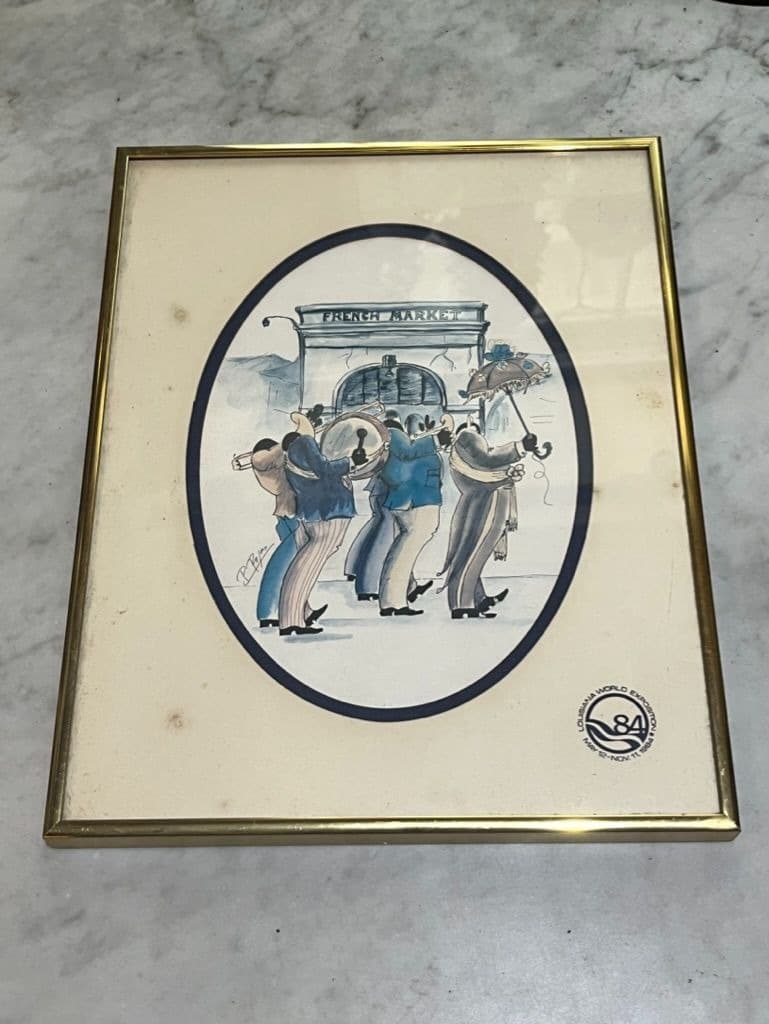 FRENCH MARKET
LOUISIANA WORLD EXPOSITION
84
MAY 12-NOV. 11, 1984